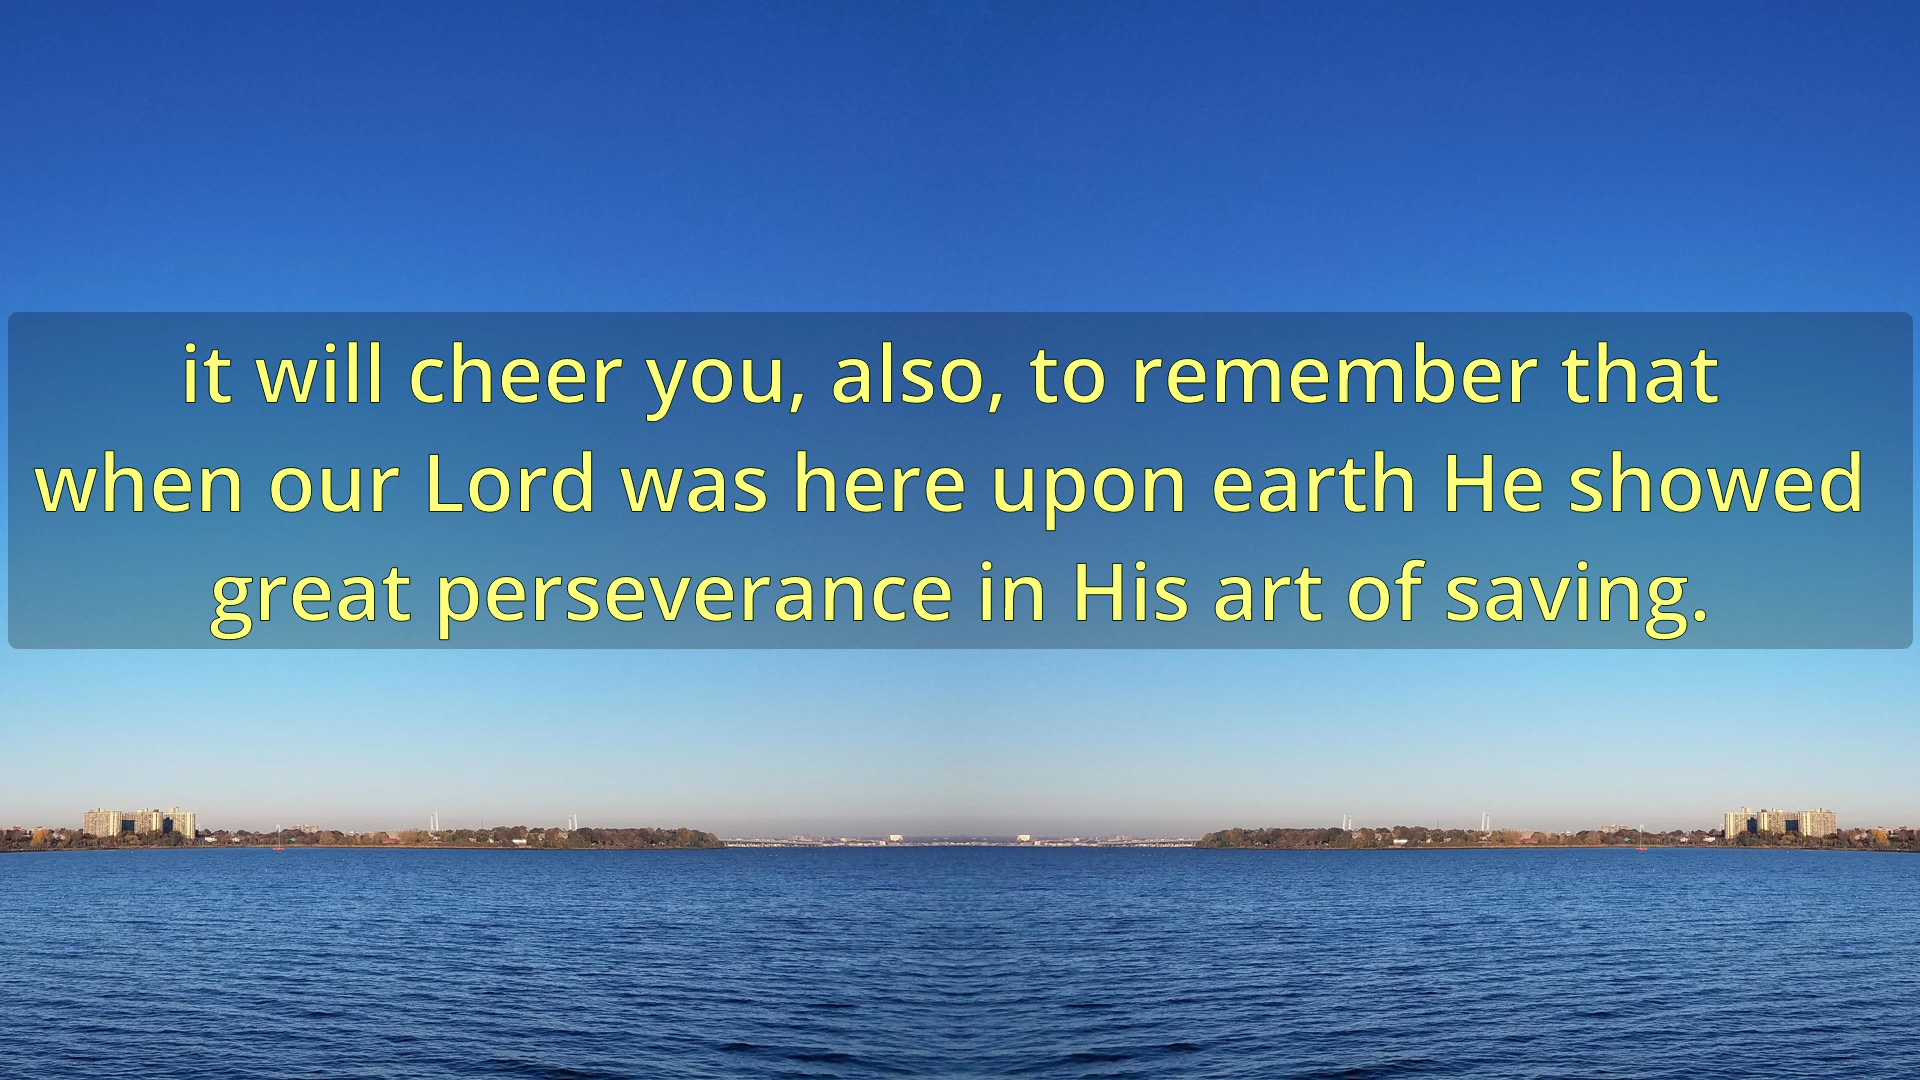 it will cheer you, also, to remember that
when our Lord was here upon earth He showed
great perseverance in His art of saving.